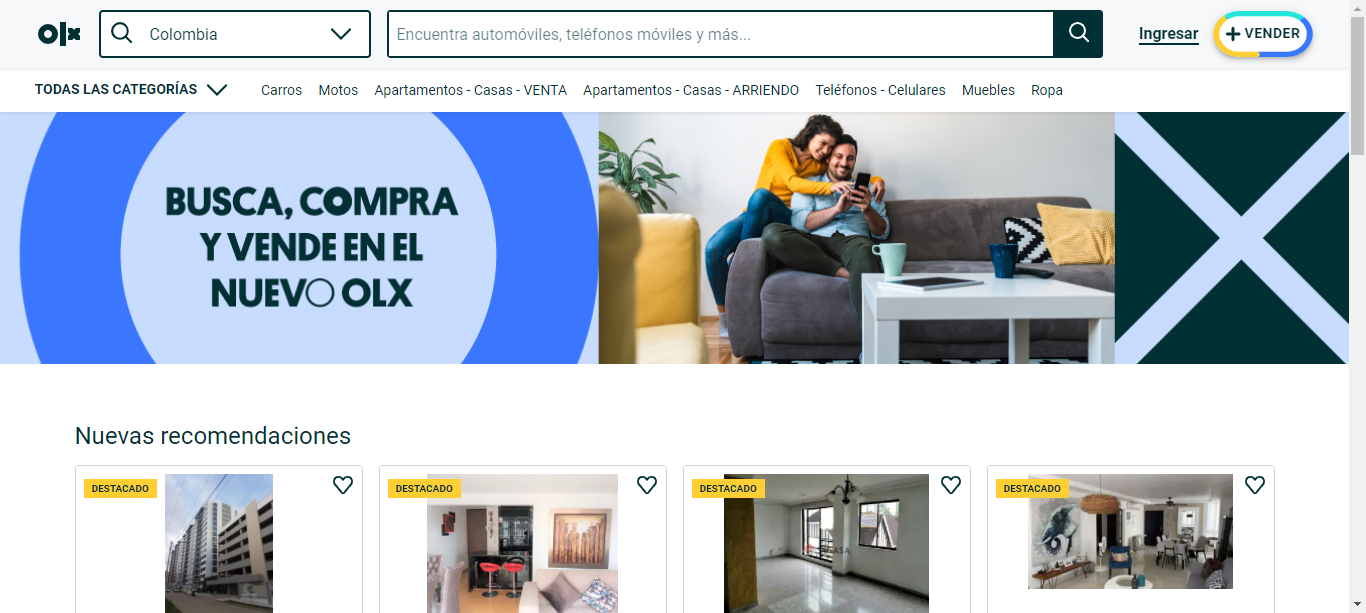 olx
Colombia
Encuentra automóviles, teléfonos móviles y más...
Ingresar
+ VENDER
TODAS LAS CATEGORÍAS
Carros
Motos
Apartamentos - Casas - VENTA
Apartamentos - Casas - ARRIENDO
Teléfonos - Celulares
Muebles
Ropa
BUSCA, COMPRA
Y VENDE EN EL
NUEVO OLX
Nuevas recomendaciones
DESTACADO
DESTACADO
DESTACADO
DESTACADO